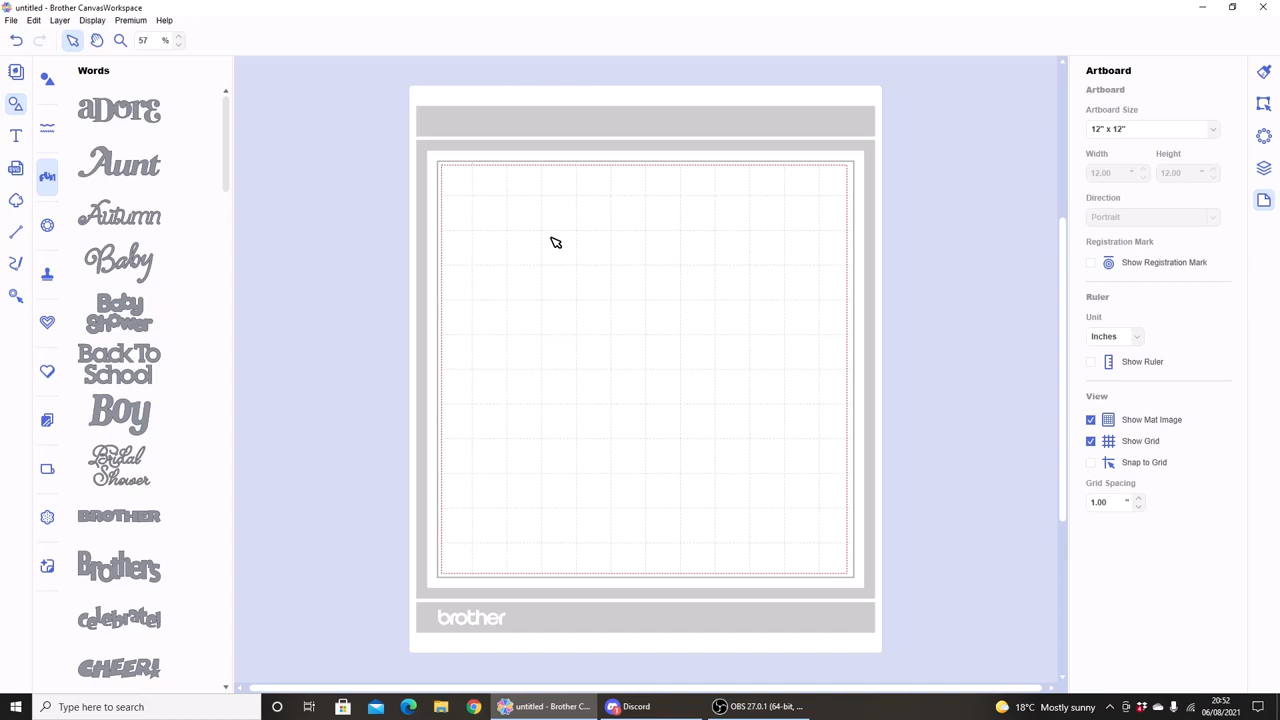 untitled - Brother CanvasWorkspace
File Edit Layer Display Premium Help
57 %
Words
aDorE
Aunt
Autumn
Baby
Baby
Shower
Back To
School
Boy
Bridal
Shower
BROTHER
Brothers
celebrate!
CHEER!
fun
brother
Artboard
Artboard
Artboard Size
12" x 12"
Width Height
12.00 " 12.00 "
Direction
Portrait
Registration Mark
Show Registration Mark
Ruler
Unit
Inches
Show Ruler
View
Show Mat Image
Show Grid
Snap to Grid
Grid Spacing
1.00 "
Type here to search
untitled - Brother C...
Discord
OBS 27.0.1 (64-bit, ...
18°C Mostly sunny
20:52
06/08/2021